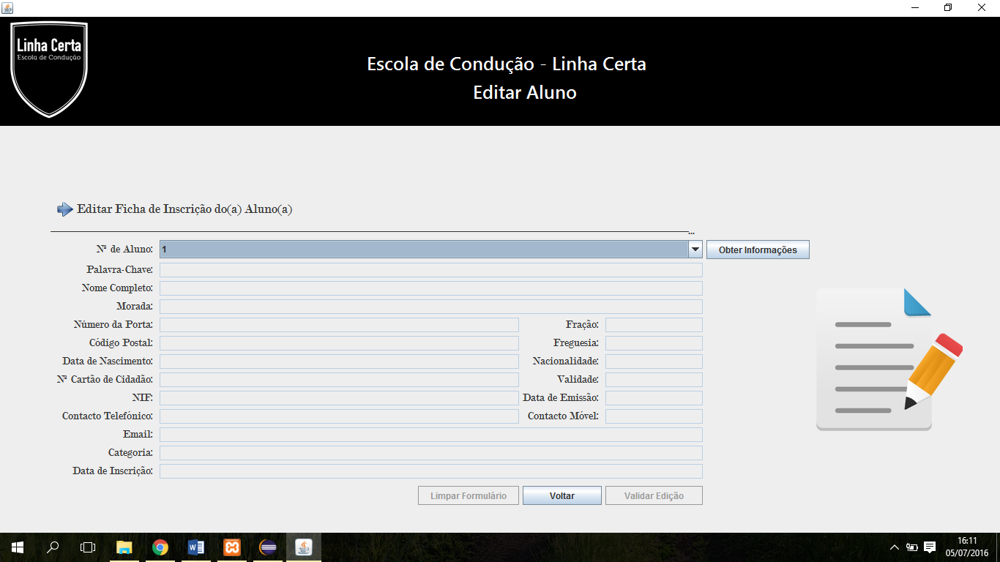 Linha Certa
Escola de Condução
Escola de Condução - Linha Certa
Editar Aluno
Editar Ficha de Inscrição do(a) Aluno(a)
...
Nº de Aluno: 1 Obter Informações
Palavra-Chave:
Nome Completo:
Morada:
Número da Porta: Fração:
Código Postal: Freguesia:
Data de Nascimento: Nacionalidade:
Nº Cartão de Cidadão: Validade:
NIF: Data de Emissão:
Contacto Telefónico: Contacto Móvel:
Email:
Categoria:
Data de Inscrição:
Limpar Formulário Voltar Validar Edição
16:11
05/07/2016